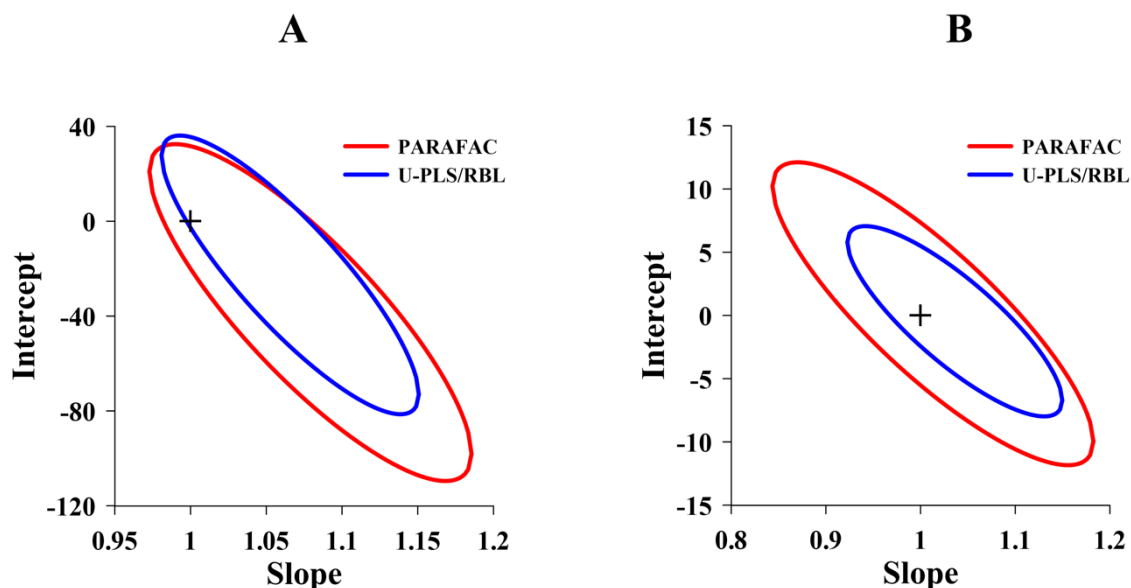 A
40
0
-40
-80
-120
0.95
1
1.05
1.1
1.15
1.2
Intercept
Slope
PARAFAC
U-PLS/RBL
B
15
10
5
0
-5
-10
-15
0.8
0.9
1
1.1
1.2
Intercept
Slope
PARAFAC
U-PLS/RBL